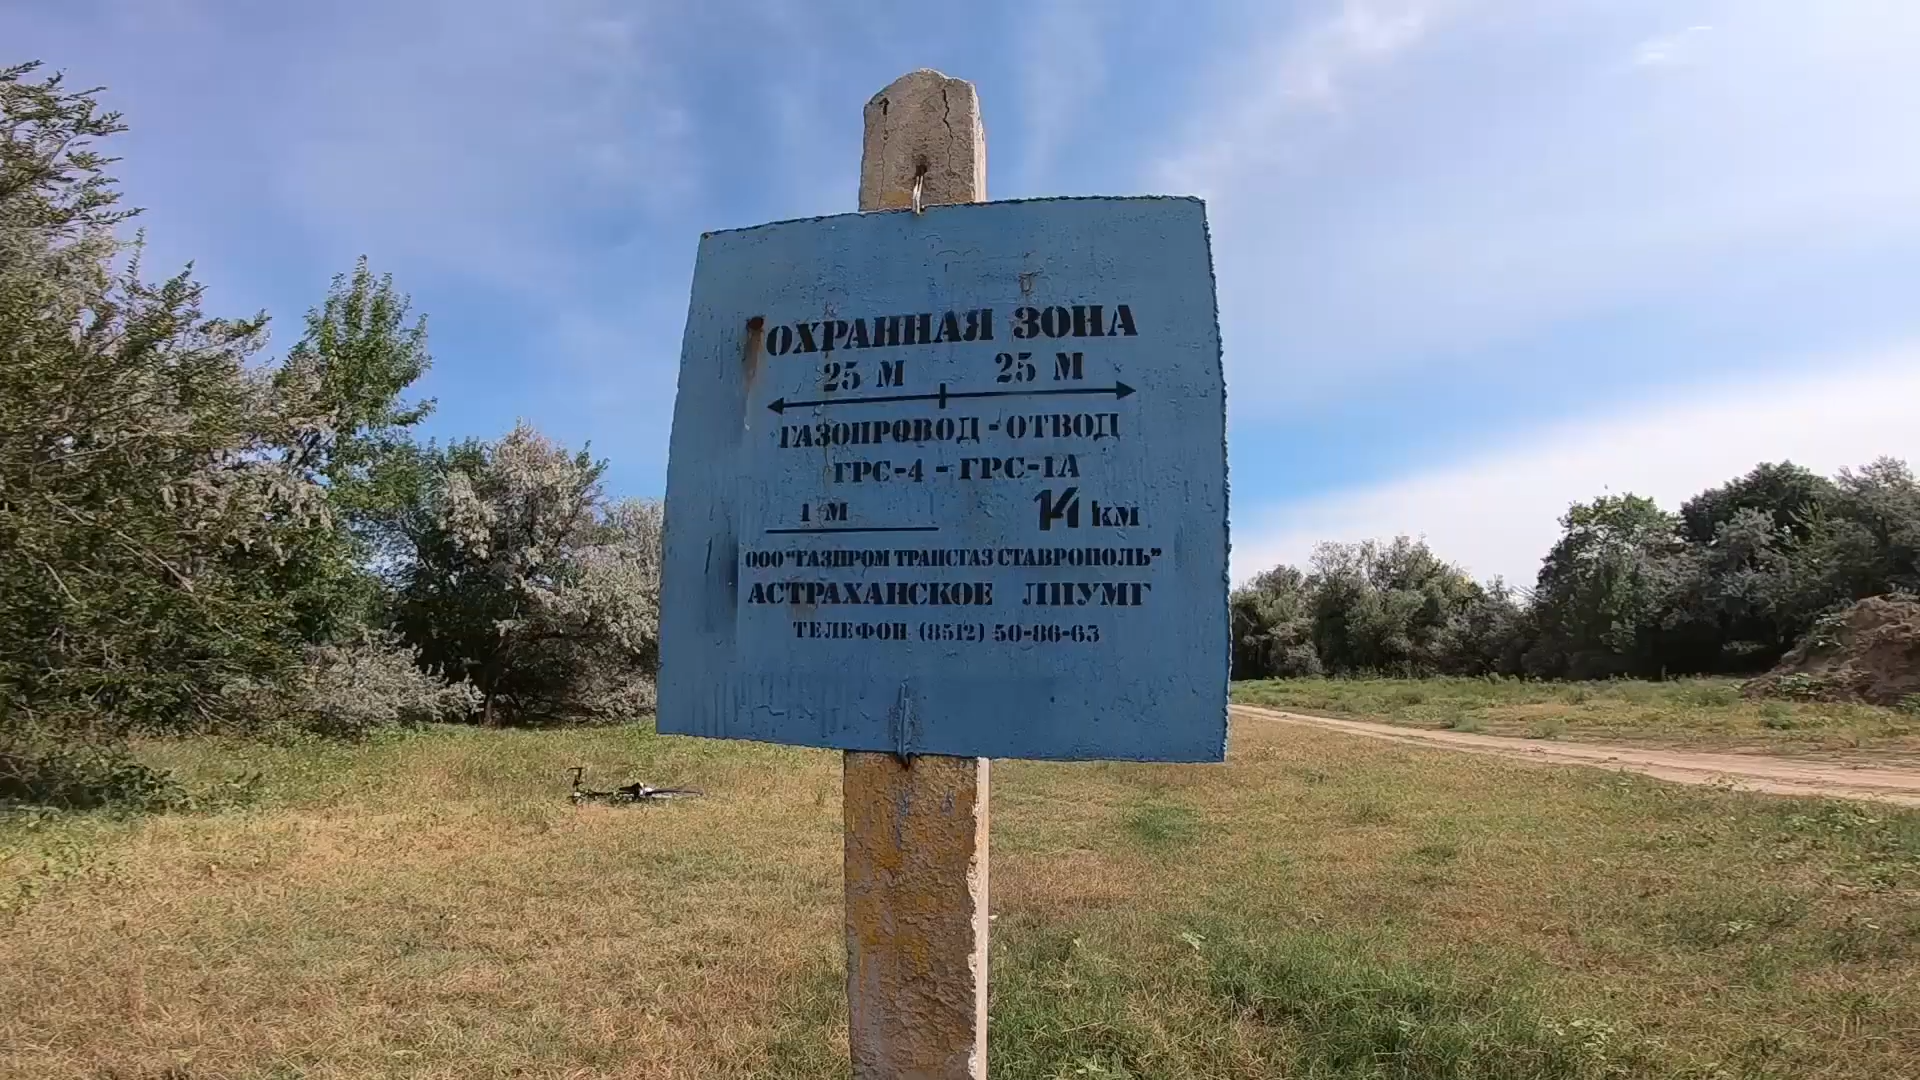 ОХРАННАЯ ЗОНА
25 М 25 М
ГАЗОПРОВОД - ОТВОД
ГРС-4 - ГРС-1А
1 М 14 км
ООО "ГАЗПРОМ ТРАНСГАЗ СТАВРОПОЛЬ"
АСТРАХАНСКОЕ ЛПУМГ
ТЕЛЕФОН (8512) 50-86-65